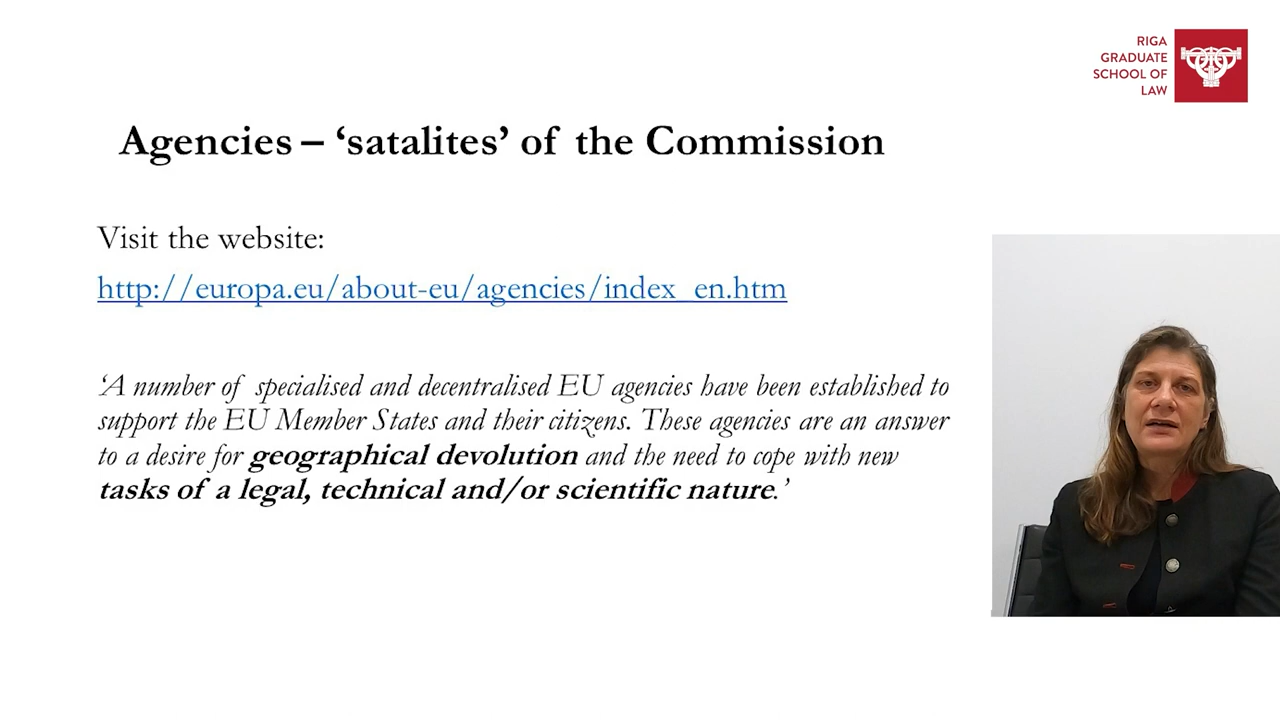 RIGA
GRADUATE
SCHOOL OF
LAW
Agencies – ‘satalites’ of the Commission
Visit the website:
http://europa.eu/about-eu/agencies/index_en.htm
‘A number of specialised and decentralised EU agencies have been established to
support the EU Member States and their citizens. These agencies are an answer
to a desire for geographical devolution and the need to cope with new
tasks of a legal, technical and/or scientific nature.’